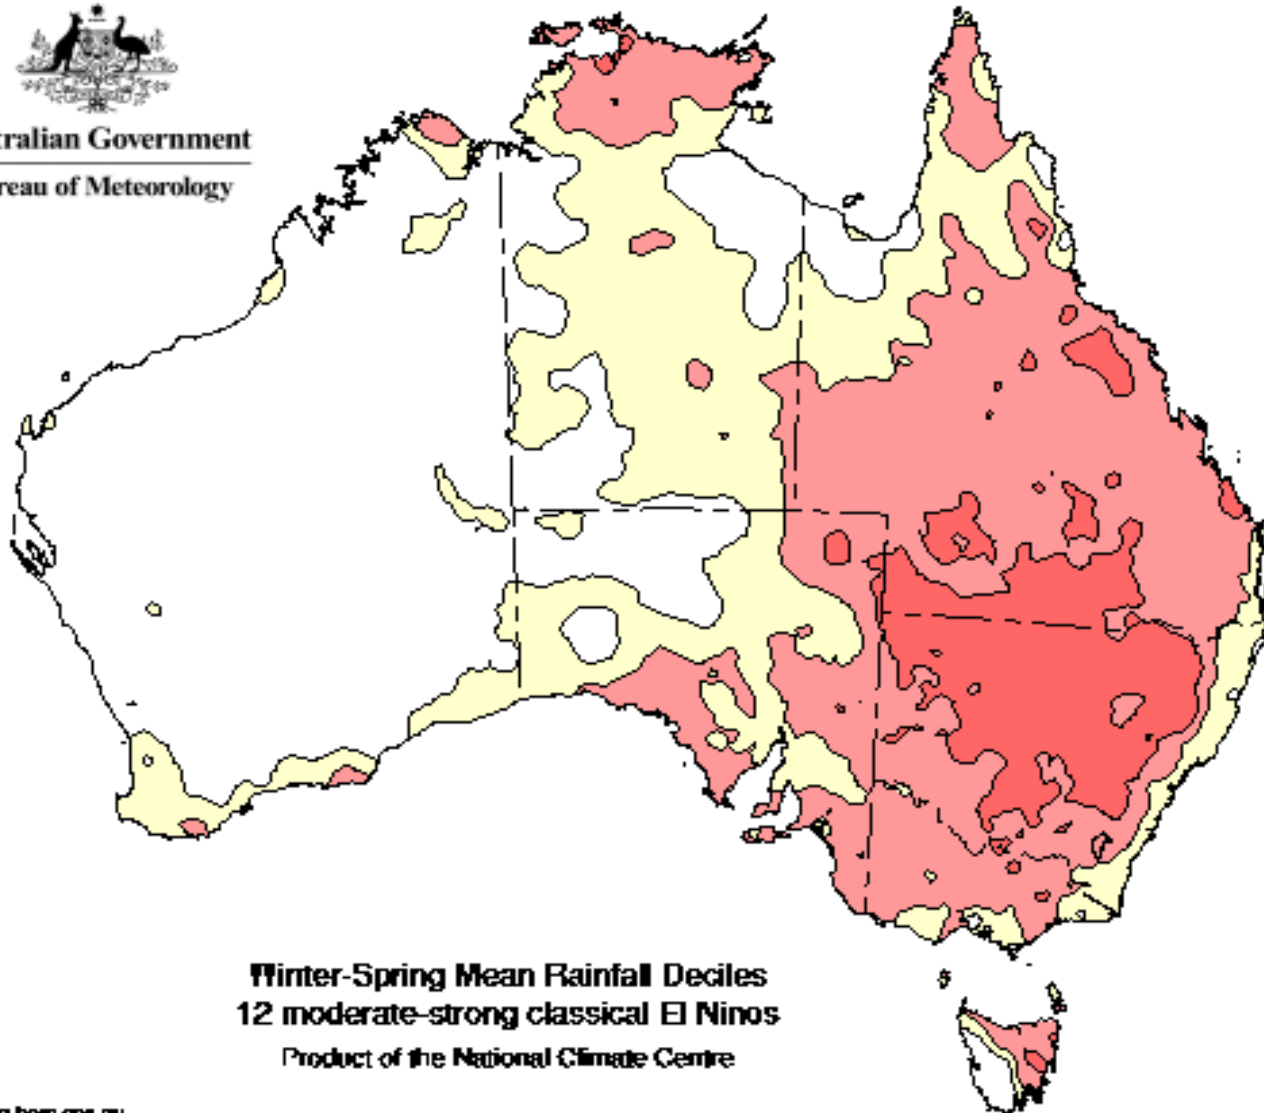 tralian Government
reau of Meteorology
Winter-Spring Mean Rainfall Deciles
12 moderate-strong classical El Ninos
Product of the National Climate Centre